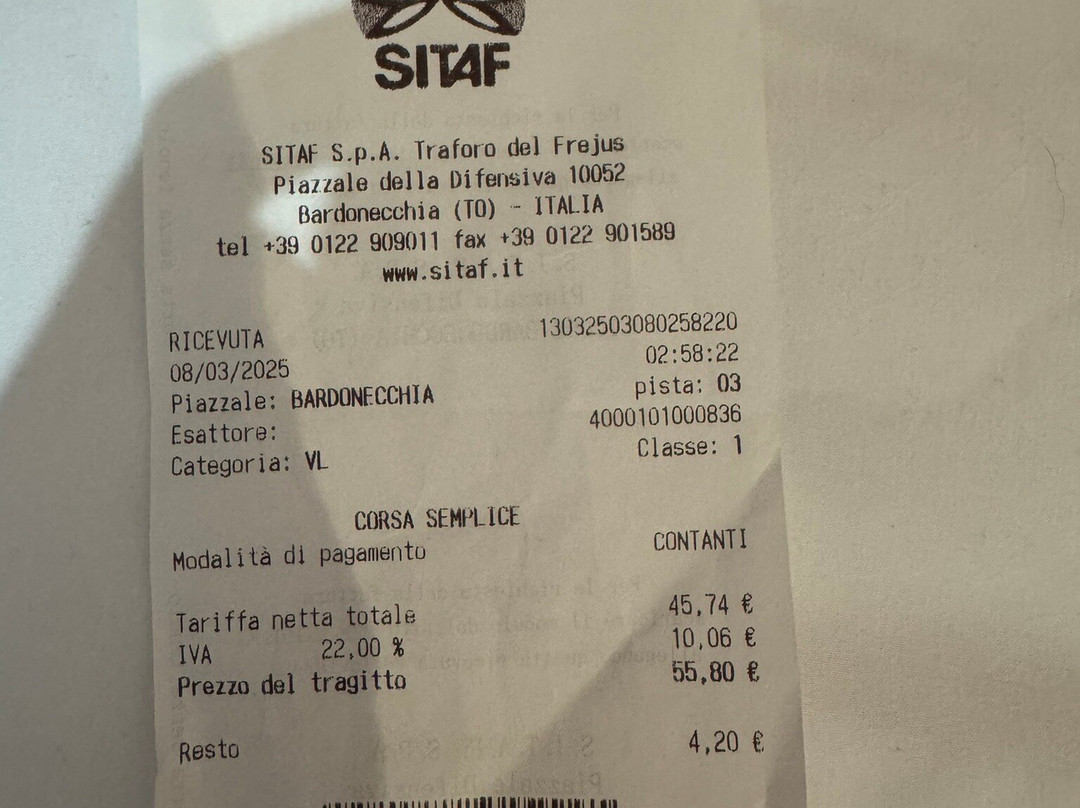 SITAF
SITAF S.p.A. Traforo del Frejus
Piazzale della Difensiva 10052
Bardonecchia (TO) - ITALIA
tel +39 0122 909011 fax +39 0122 901589
www.sitaf.it
RICEVUTA 13032503080258220
08/03/2025 02:58:22
Piazzale: BARDONECCHIA pista: 03
Esattore: 4000101000836
Categoria: VL Classe: 1
CORSA SEMPLICE
Modalità di pagamento CONTANTI
Tariffa netta totale 45,74 €
IVA 22,00 % 10,06 €
Prezzo del tragitto 55,80 €
Resto 4,20 €